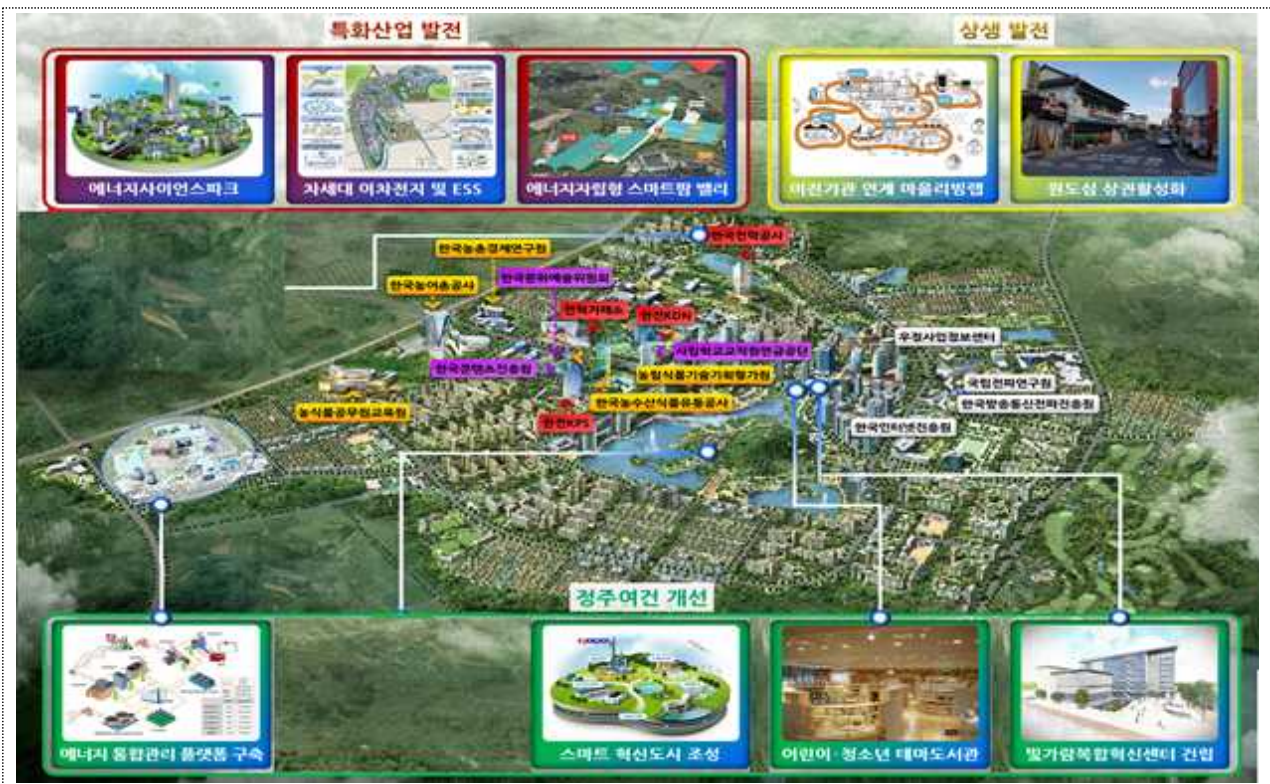 특화산업 발전
상생 발전
에너지사이언스파크
차세대 이차전지 및 ESS
에너지자립형 스마트팜 밸리
이전기관 연계 마을리빙랩
원도심 상권활성화
한국전력공사
한국농촌경제연구원
한국문화예술위원회
한국농어촌공사
전력거래소
한전KDN
우정사업정보센터
사립학교교직원연금공단
한국콘텐츠진흥원
농림식품기술기획평가원
국립전파연구원
한국농수산식품유통공사
한국방송통신전파진흥원
농식품공무원교육원
한전KPS
한국인터넷진흥원
정주여건 개선
에너지 통합관리 플랫폼 구축
스마트 혁신도시 조성
어린이·청소년 테마도서관
빛가람복합혁신센터 건립